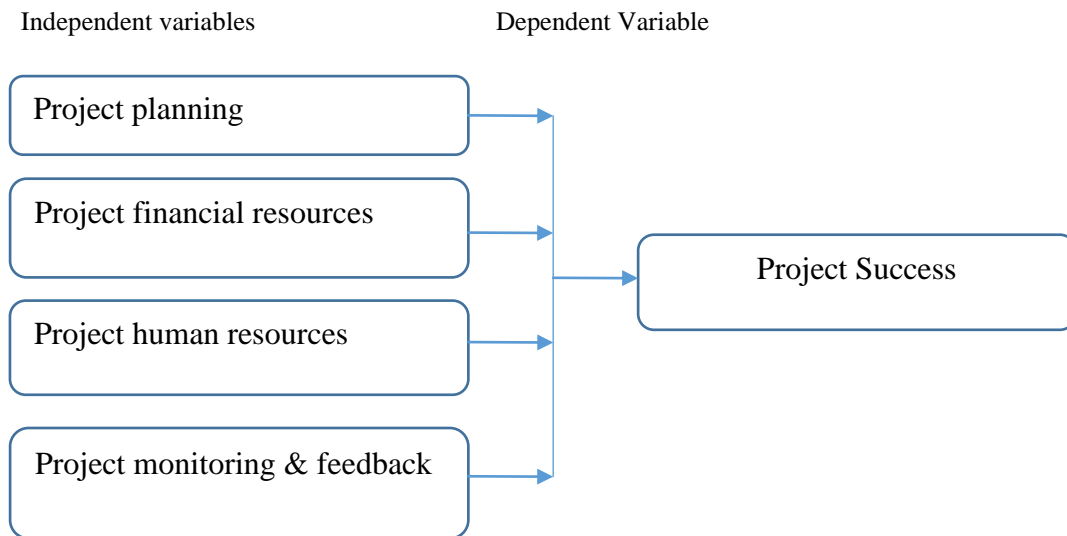 Independent variables
Dependent Variable
Project planning
Project financial resources
Project human resources
Project monitoring & feedback
Project Success